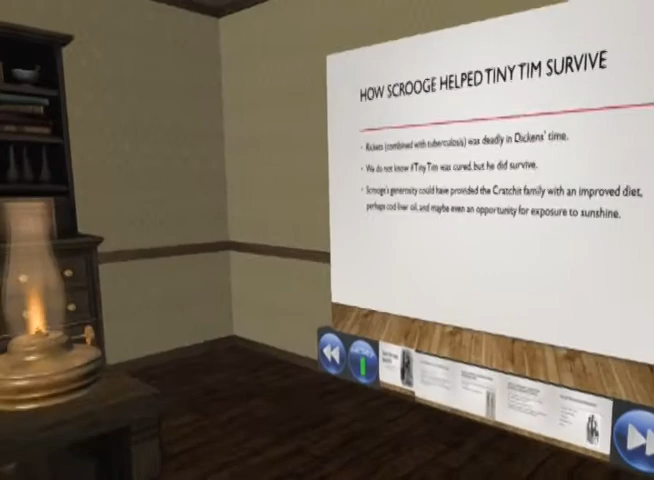 HOW SCROOGE HELPED TINY TIM SURVIVE
• Rickets (combined with tuberculosis) was deadly in Dickens' time.
• We do not know if Tiny Tim was cured, but he did survive.
• Scrooge's generosity could have provided the Cratchit family with an improved diet,
perhaps cod liver oil, and maybe even an opportunity for exposure to sunshine.